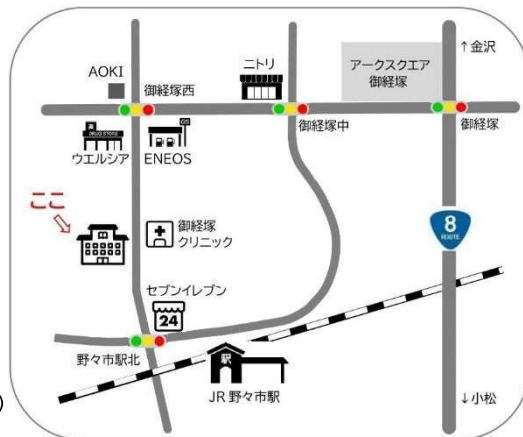 ↑金沢
アークスクエア
御経塚
ニトリ
AOKI
御経塚西
御経塚中
御経塚
ウエルシア
ENEOS
ここ
御経塚
クリニック
8
ROUTE
セブンイレブン
24
野々市駅北
駅
JR 野々市駅
↓小松
)